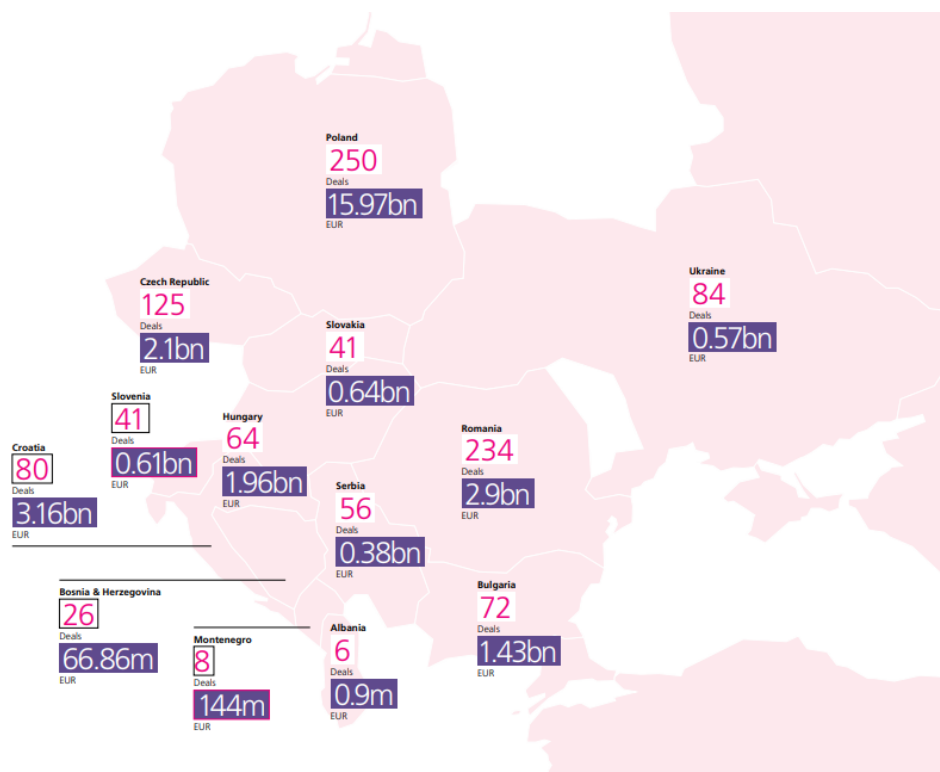 Poland
250
Deals
15.97bn
EUR
Czech Republic
125
Deals
2.1bn
EUR
Ukraine
84
Deals
0.57bn
EUR
Slovakia
41
Deals
0.64bn
EUR
Slovenia
41
Deals
0.61bn
EUR
Hungary
64
Deals
1.96bn
EUR
Romania
234
Deals
2.9bn
EUR
Croatia
80
Deals
3.16bn
EUR
Serbia
56
Deals
0.38bn
EUR
Bulgaria
72
Deals
1.43bn
EUR
Bosnia & Herzegovina
26
Deals
66.86m
EUR
Montenegro
8
Deals
144m
EUR
Albania
6
Deals
0.9m
EUR